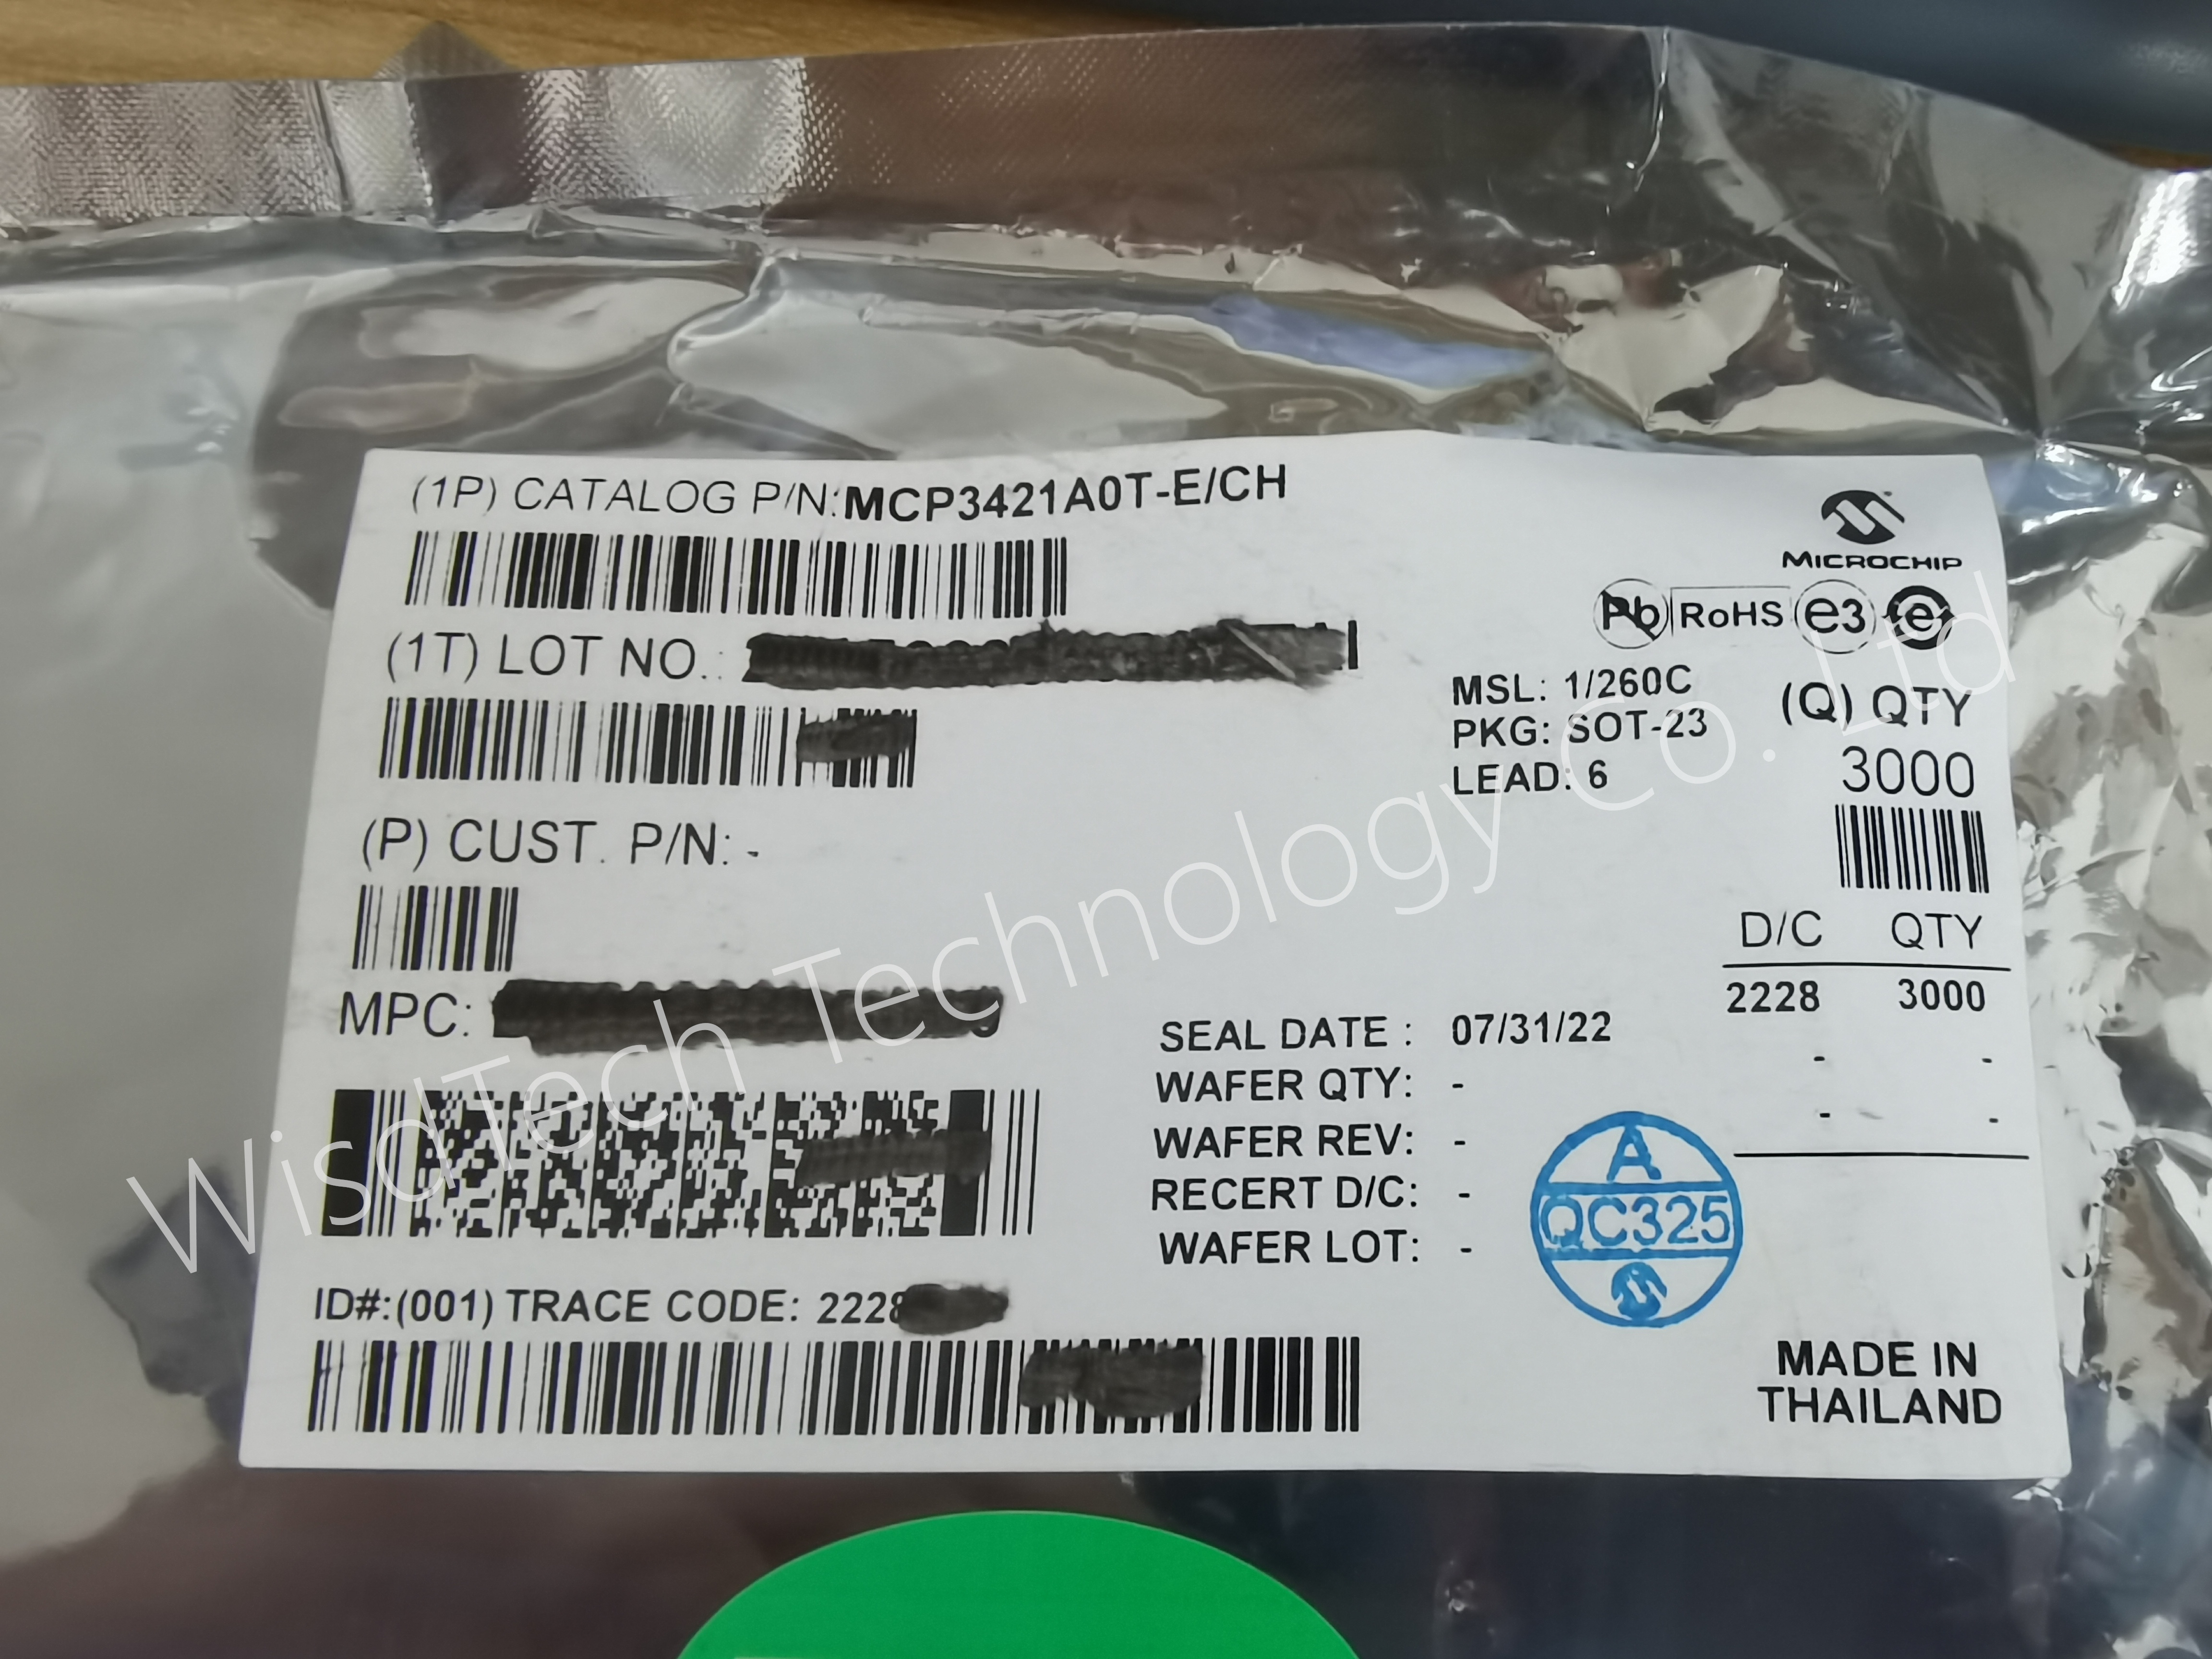 (1P) CATALOG P/N:MCP3421A0T-E/CH
MICROCHIP
Pb RoHS e3 e
(1T) LOT NO.:
MSL: 1/260C
PKG: SOT-23
LEAD: 6
(Q) QTY
3000
(P) CUST. P/N: -
D/C QTY
2228 3000
- -
- -
MPC:
SEAL DATE : 07/31/22
WAFER QTY: -
WAFER REV: -
RECERT D/C: -
WAFER LOT: -
A
QC325
ID#:(001) TRACE CODE: 2228
MADE IN
THAILAND
WisdTech Technology Co. Ltd